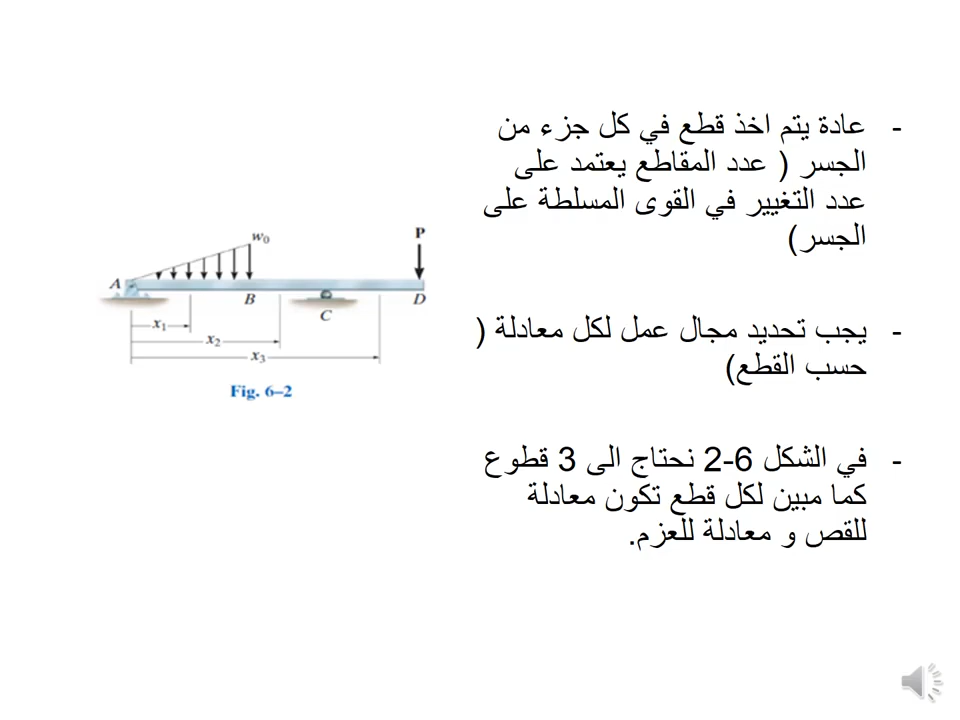 - عادة يتم اخذ قطع في كل جزء من
الجسر ( عدد المقاطع يعتمد على
عدد التغيير في القوى المسلطة على
الجسر)
- يجب تحديد مجال عمل لكل معادلة (
حسب القطع)
- في الشكل 6-2 نحتاج الى 3 قطوع
كما مبين لكل قطع تكون معادلة
للقص و معادلة للعزم.
w0
P
A
B
C
D
x1
x2
x3
Fig. 6–2